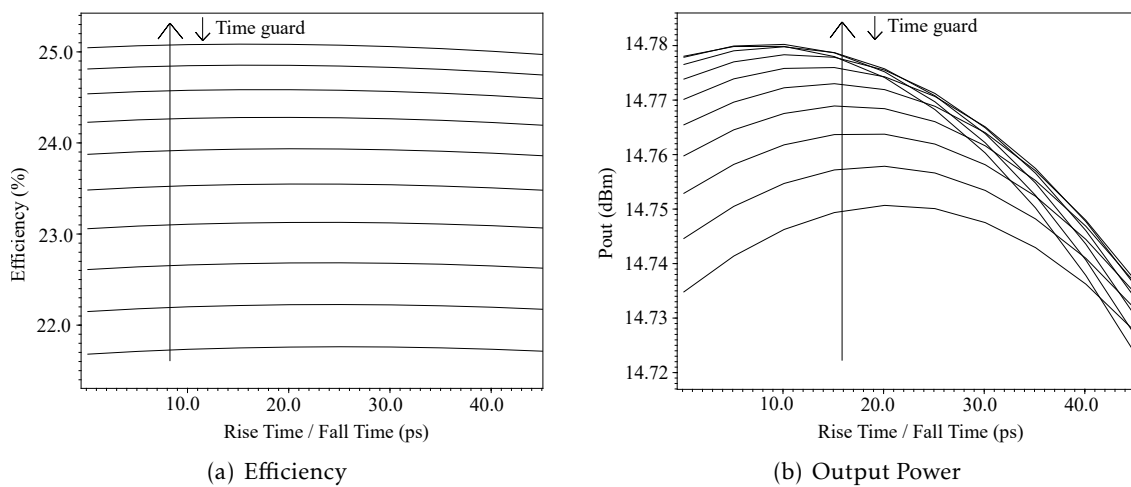 Time guard
25.0
24.0
23.0
22.0
Efficiency (%)
10.0 20.0 30.0 40.0
Rise Time / Fall Time (ps)
(a) Efficiency
Time guard
14.78
14.77
14.76
14.75
14.74
14.73
14.72
Pout (dBm)
10.0 20.0 30.0 40.0
Rise Time / Fall Time (ps)
(b) Output Power